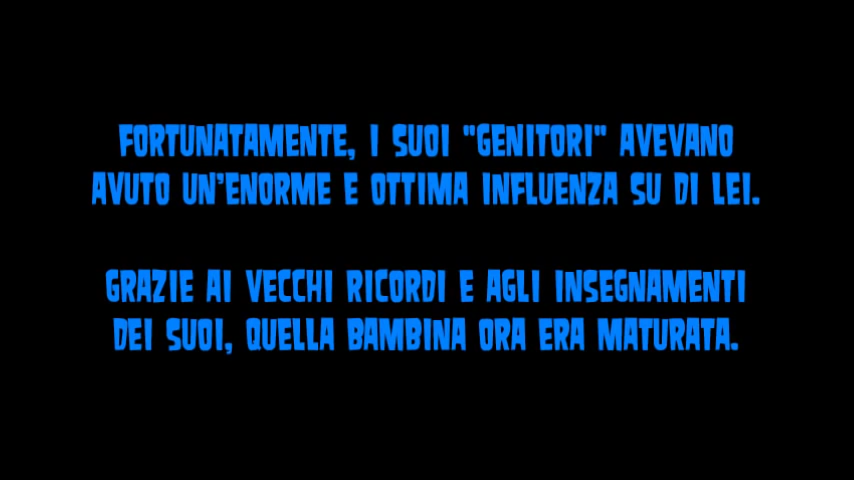 FORTUNATAMENTE, I SUOI "GENITORI" AVEVANO
AVUTO UN'ENORME E OTTIMA INFLUENZA SU DI LEI.
GRAZIE AI VECCHI RICORDI E AGLI INSEGNAMENTI
DEI SUOI, QUELLA BAMBINA ORA ERA MATURATA.